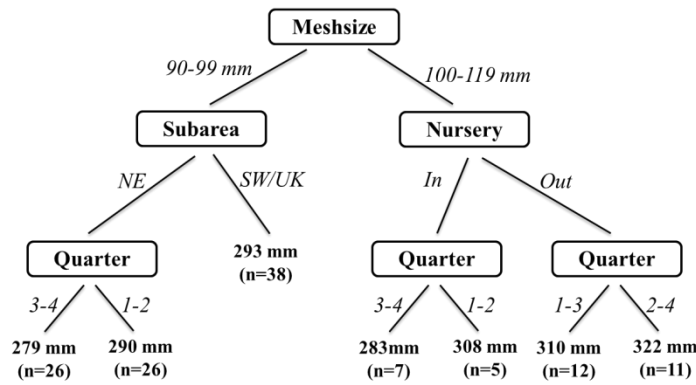 Meshsize
90-99 mm
100-119 mm
Subarea
Nursery
NE
SW/UK
In
Out
Quarter
293 mm
(n=38)
Quarter
Quarter
3-4
1-2
3-4
1-2
1-3
2-4
279 mm
(n=26)
290 mm
(n=26)
283mm
(n=7)
308 mm
(n=5)
310 mm
(n=12)
322 mm
(n=11)